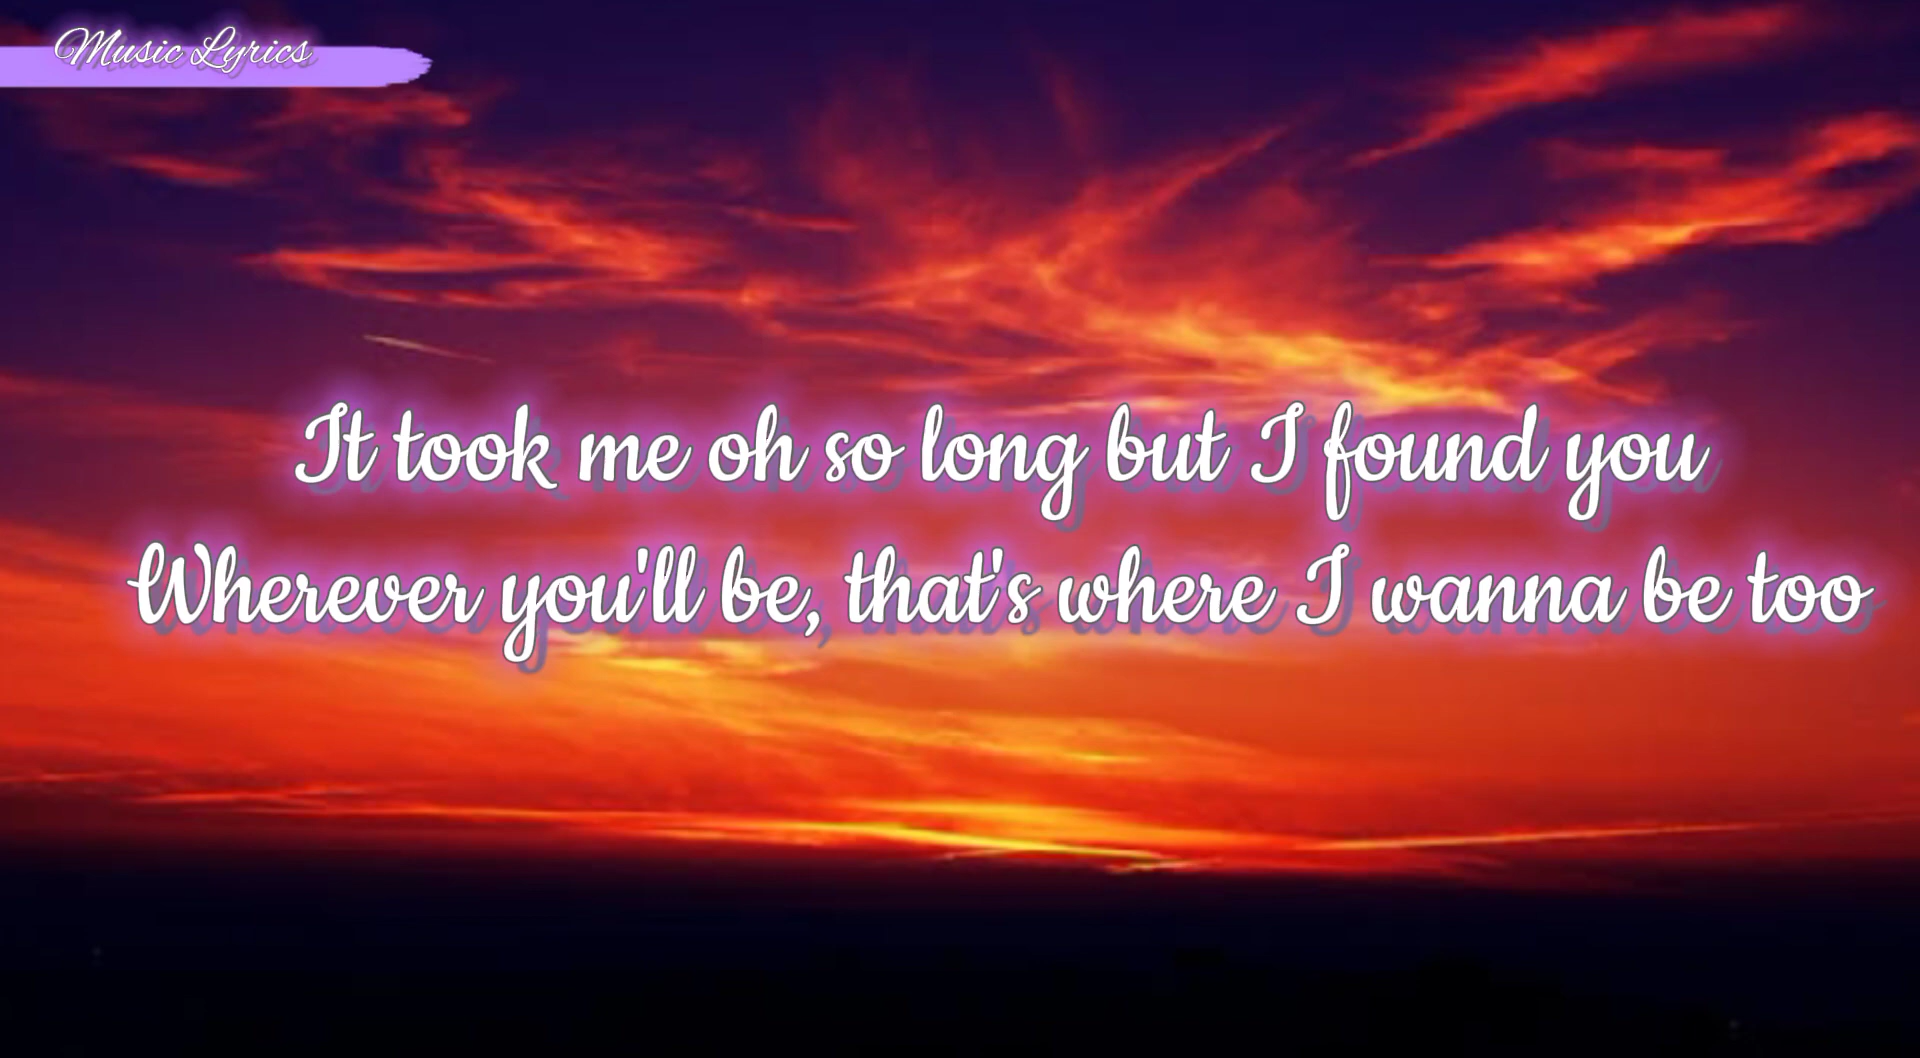 Music Lyrics
It took me oh so long but I found you
Wherever you'll be, that's where I wanna be too